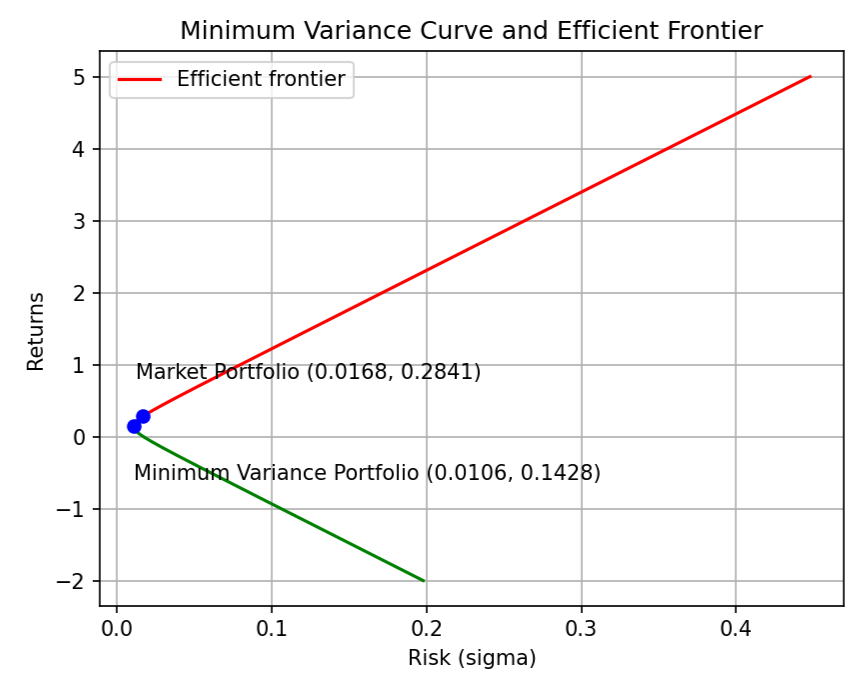 Minimum Variance Curve and Efficient Frontier
Efficient frontier
5
4
3
2
1
0
−1
−2
Returns
Market Portfolio (0.0168, 0.2841)
Minimum Variance Portfolio (0.0106, 0.1428)
0.0 0.1 0.2 0.3 0.4
Risk (sigma)